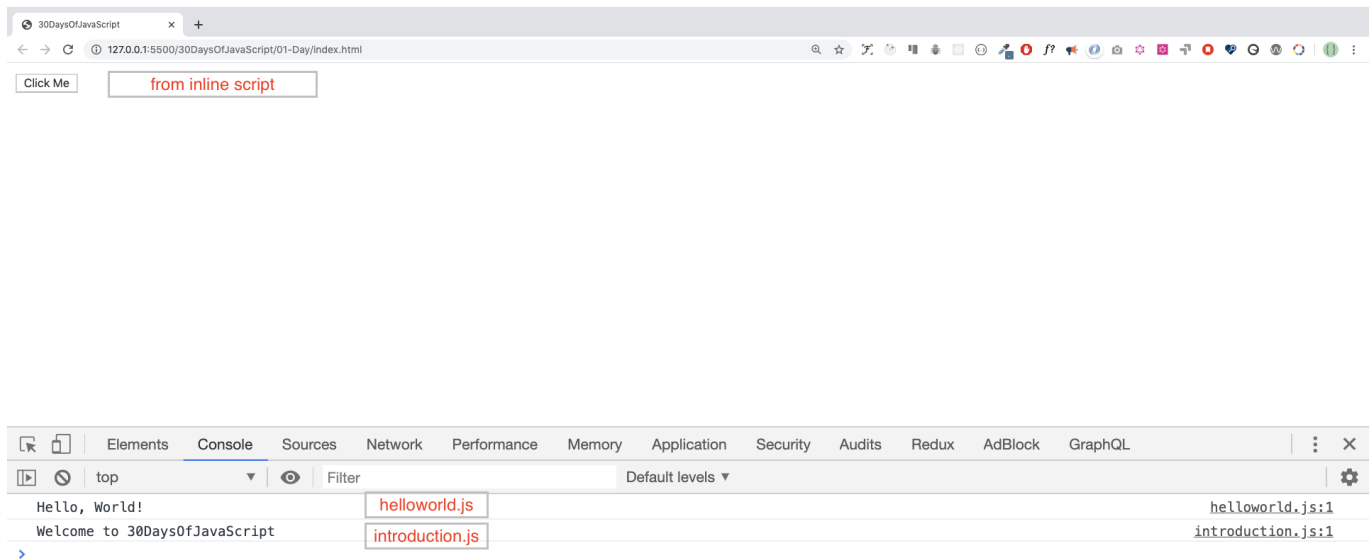 30DaysOfJavaScript
127.0.0.1:5500/30DaysOfJavaScript/01-Day/index.html
Click Me from inline script
Elements Console Sources Network Performance Memory Application Security Audits Redux AdBlock GraphQL
top Filter Default levels
Hello, World! helloworld.js helloworld.js:1
Welcome to 30DaysOfJavaScript introduction.js introduction.js:1